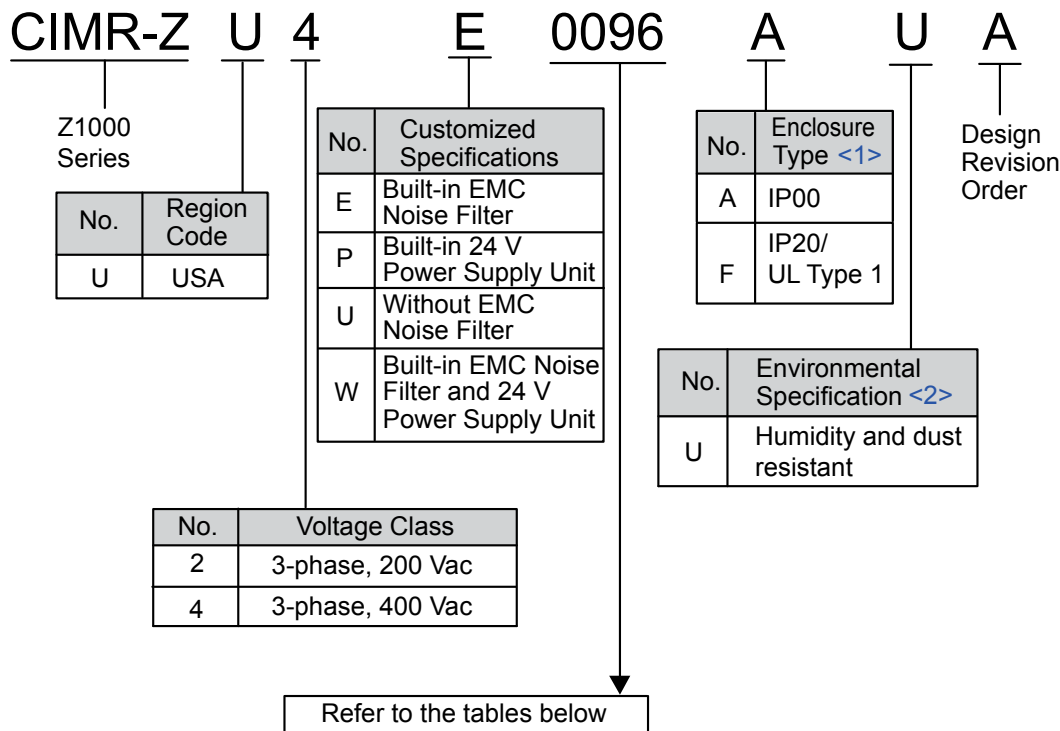 CIMR-Z U 4 E 0096 A U A
Z1000
Series
No. Region
Code
U USA
No. Customized
Specifications
E Built-in EMC
Noise Filter
P Built-in 24 V
Power Supply Unit
U Without EMC
Noise Filter
W Built-in EMC Noise
Filter and 24 V
Power Supply Unit
No. Enclosure
Type <1>
A IP00
F IP20/
UL Type 1
Design
Revision
Order
No. Environmental
Specification <2>
U Humidity and dust
resistant
No. Voltage Class
2 3-phase, 200 Vac
4 3-phase, 400 Vac
Refer to the tables below